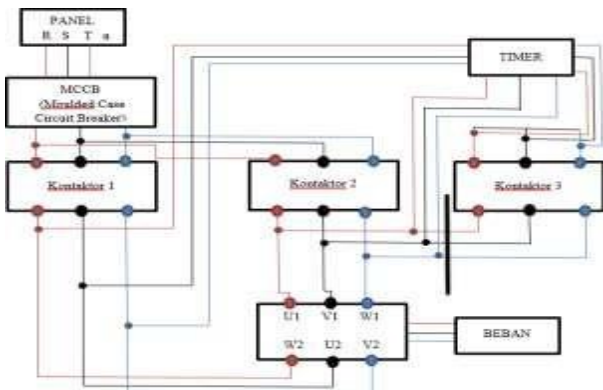 PANEL
R S T n
MCCB
(Moulded Case
Circuit Breaker)
TIMER
Kontaktor 1
Kontaktor 2
Kontaktor 3
U1 V1 W1
W2 U2 V2
BEBAN